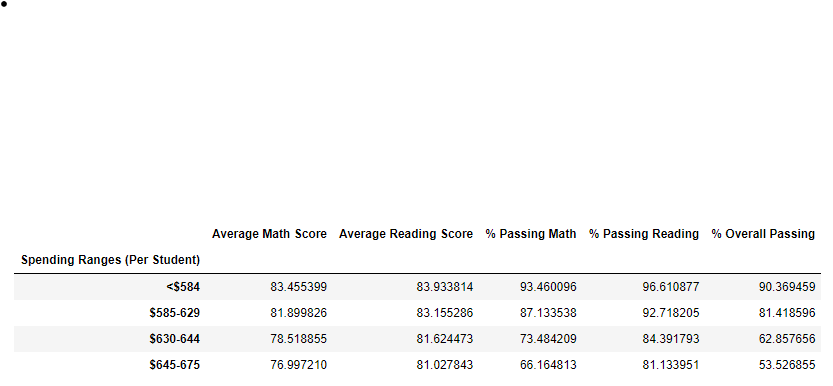 •
Average Math Score Average Reading Score % Passing Math % Passing Reading % Overall Passing
Spending Ranges (Per Student)
<$584 83.455399 83.933814 93.460096 96.610877 90.369459
$585-629 81.899826 83.155286 87.133538 92.718205 81.418596
$630-644 78.518855 81.624473 73.484209 84.391793 62.857656
$645-675 76.997210 81.027843 66.164813 81.133951 53.526855